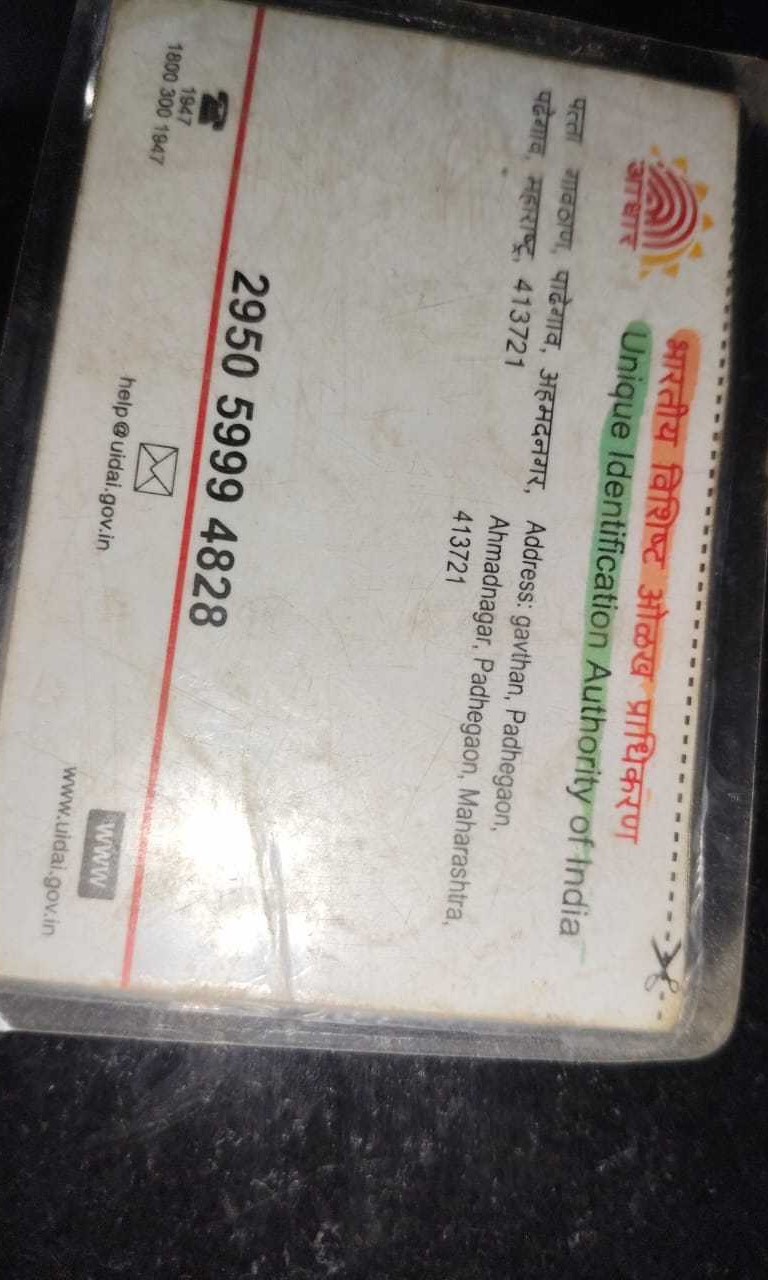 आधार
भारतीय विशिष्ट ओळख प्राधिकरण
Unique Identification Authority of India
पत्ता गावठाण, पाढेगाव, अहमदनगर,
पढेगाव, महाराष्ट्र, 413721
Address: gavthan, Padhegaon,
Ahmadnagar, Padhegaon, Maharashtra,
413721
2950 5999 4828
1947
1800 300 1947
help@uidai.gov.in
www
www.uidai.gov.in